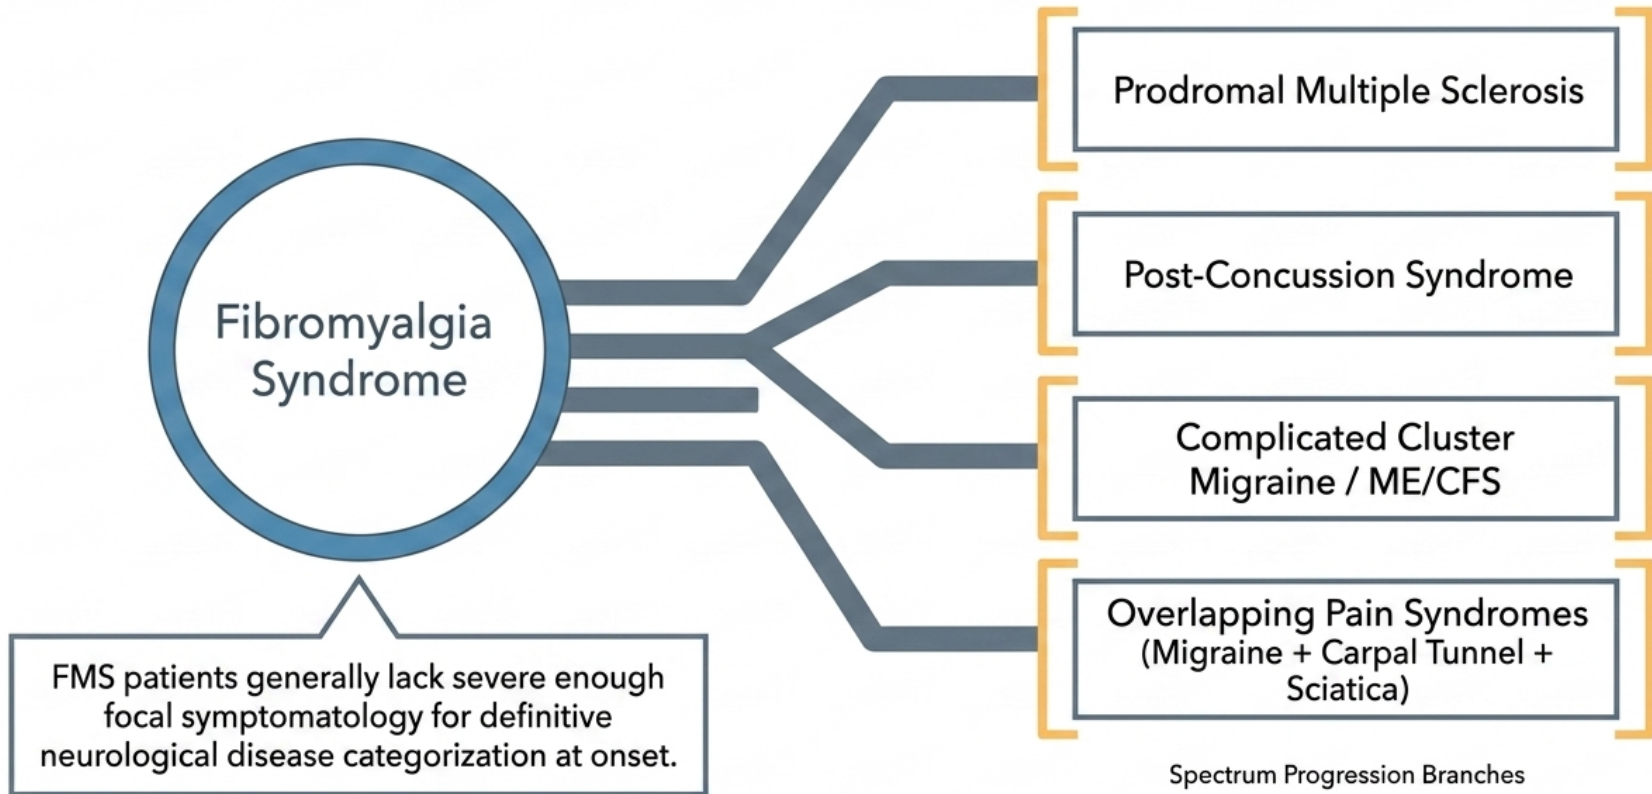 Fibromyalgia
Syndrome
FMS patients generally lack severe enough
focal symptomatology for definitive
neurological disease categorization at onset.
Prodromal Multiple Sclerosis
Post-Concussion Syndrome
Complicated Cluster
Migraine / ME/CFS
Overlapping Pain Syndromes
(Migraine + Carpal Tunnel +
Sciatica)
Spectrum Progression Branches